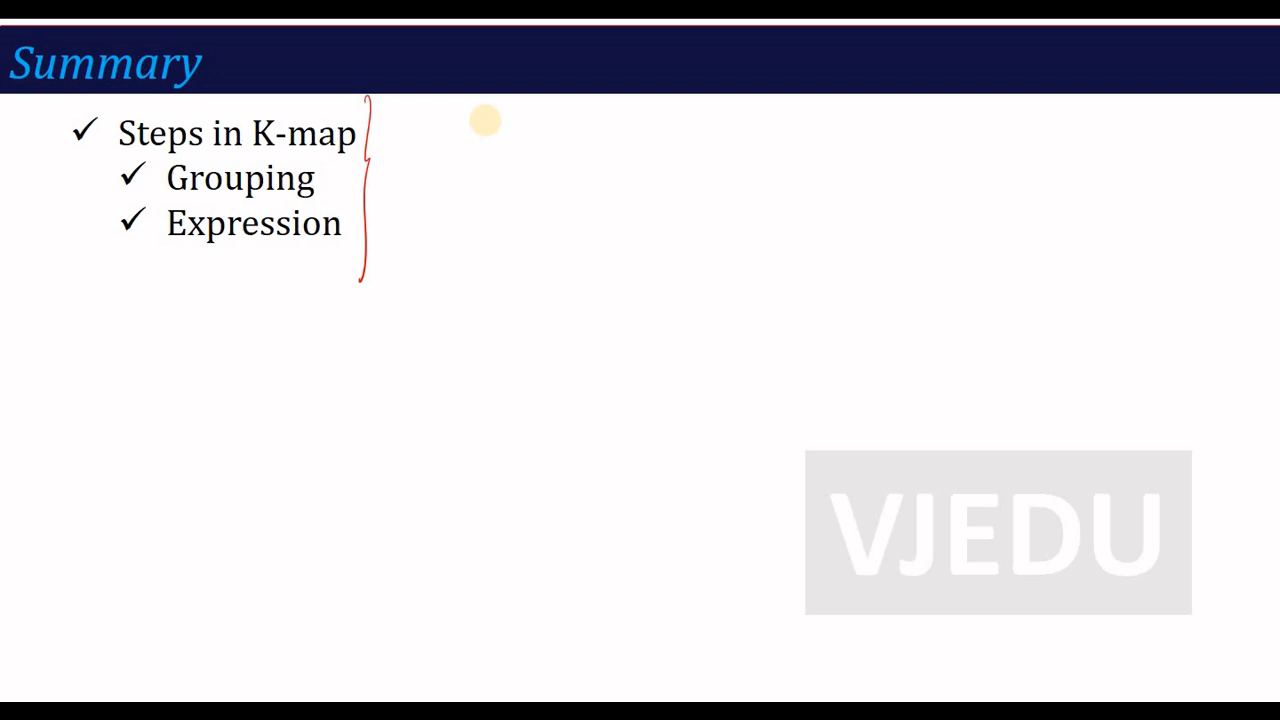 Summary
✓ Steps in K-map
✓ Grouping
✓ Expression
VJEDU